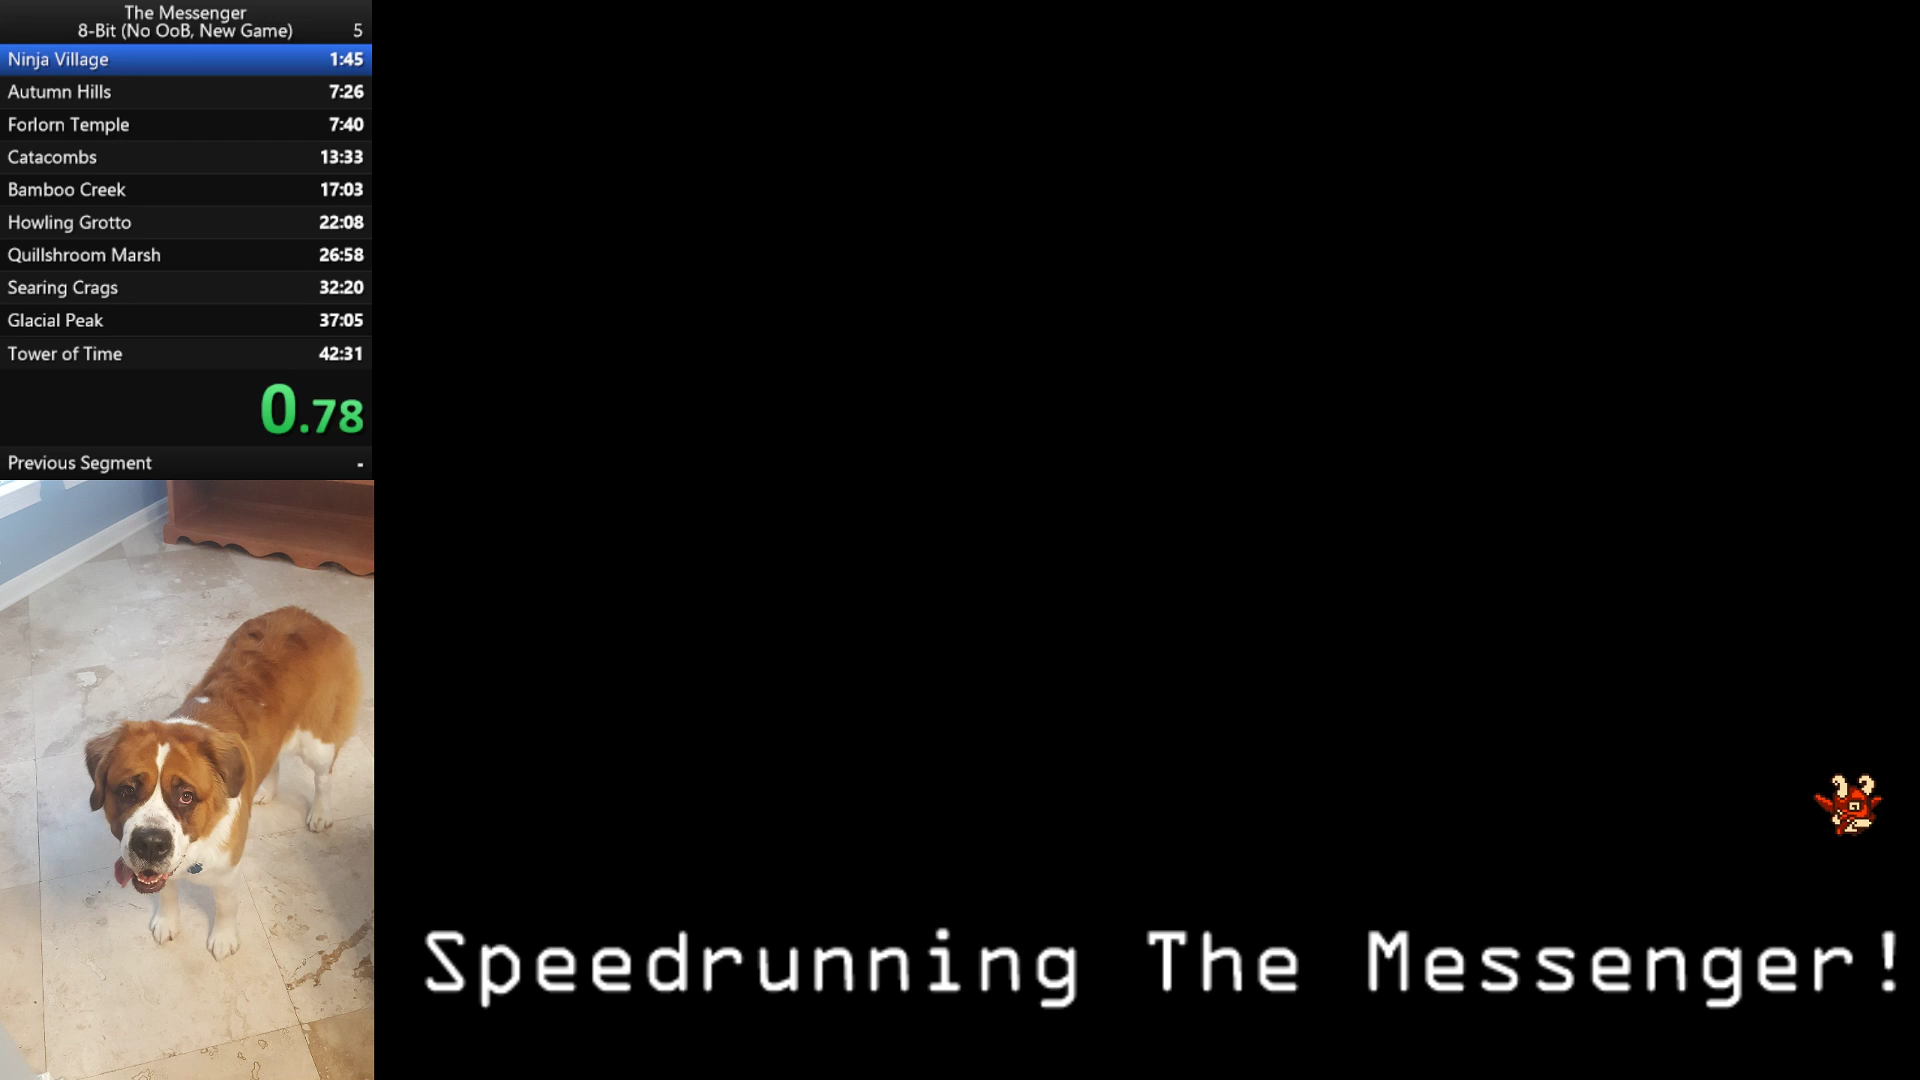 The Messenger
8-Bit (No OoB, New Game) 5
Ninja Village 1:45
Autumn Hills 7:26
Forlorn Temple 7:40
Catacombs 13:33
Bamboo Creek 17:03
Howling Grotto 22:08
Quillshroom Marsh 26:58
Searing Crags 32:20
Glacial Peak 37:05
Tower of Time 42:31
0.78
Previous Segment -
Speedrunning The Messenger!